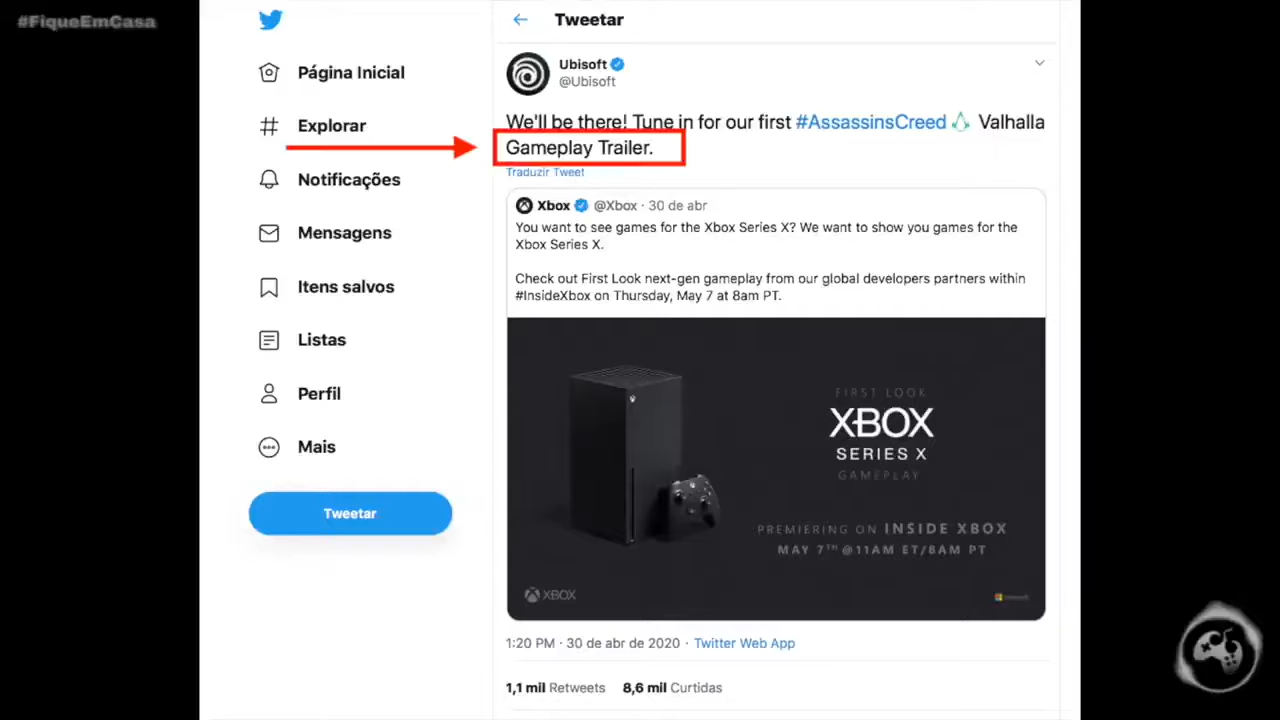 #FiqueEmCasa
Tweetar
Página Inicial
Explorar
Notificações
Mensagens
Itens salvos
Listas
Perfil
Mais
Tweetar
Ubisoft
@Ubisoft
We'll be there! Tune in for our first #AssassinsCreed Valhalla
Gameplay Trailer.
Traduzir Tweet
Xbox @Xbox · 30 de abr
You want to see games for the Xbox Series X? We want to show you games for the
Xbox Series X.
Check out First Look next-gen gameplay from our global developers partners within
#InsideXbox on Thursday, May 7 at 8am PT.
FIRST LOOK
XBOX
SERIES X
GAMEPLAY
PREMIERING ON INSIDE XBOX
MAY 7TH @11AM ET/8AM PT
XBOX
1:20 PM · 30 de abr de 2020 · Twitter Web App
1,1 mil Retweets 8,6 mil Curtidas